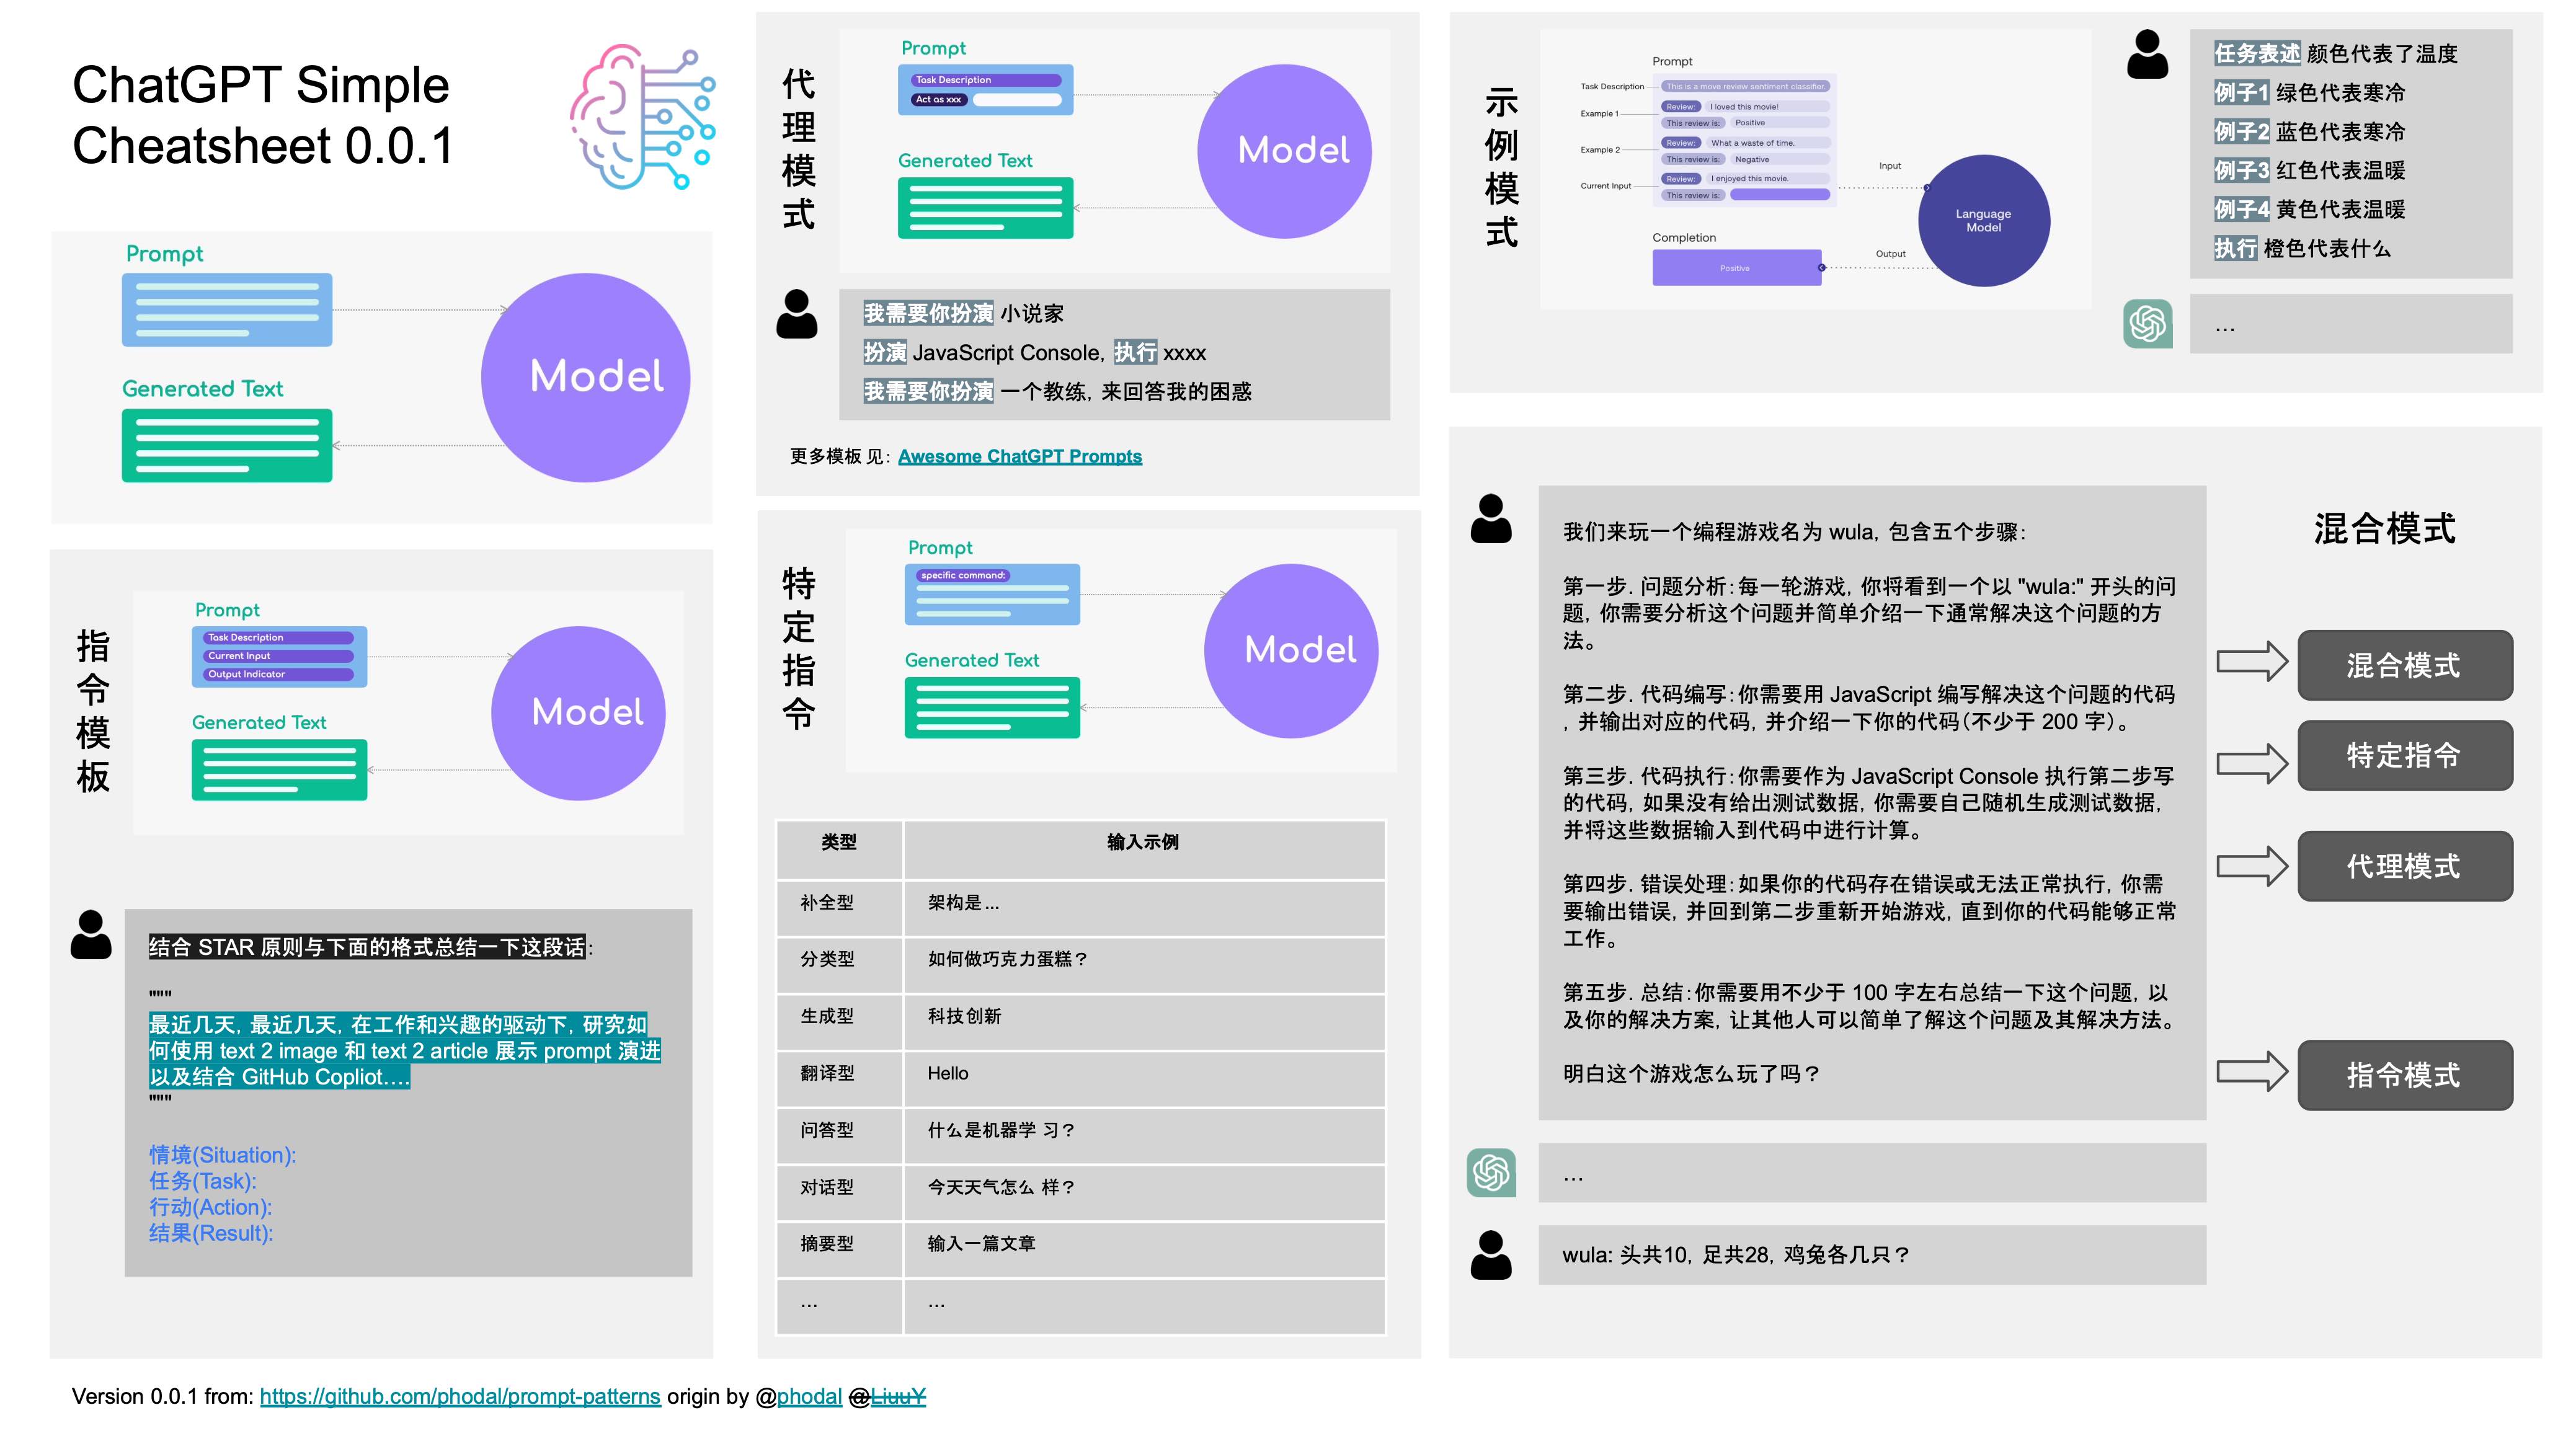 ChatGPT Simple
Cheatsheet 0.0.1
Prompt
Generated Text
Model
指令模板
Prompt
Task Description
Current Input
Output Indicator
Generated Text
Model
结合 STAR 原则与下面的格式总结一下这段话:
"""
最近几天, 最近几天, 在工作和兴趣的驱动下, 研究如
何使用 text 2 image 和 text 2 article 展示 prompt 演进
以及结合 GitHub Copliot....
"""
情境(Situation):
任务(Task):
行动(Action):
结果(Result):
代理模式
Prompt
Task Description
Act as xxx
Generated Text
Model
我需要你扮演 小说家
扮演 JavaScript Console, 执行 xxxx
我需要你扮演 一个教练, 来回答我的困惑
更多模板 见: Awesome ChatGPT Prompts
特定指令
Prompt
specific command:
Generated Text
Model
类型 输入示例
补全型 架构是...
分类型 如何做巧克力蛋糕？
生成型 科技创新
翻译型 Hello
问答型 什么是机器学 习？
对话型 今天天气怎么 样？
摘要型 输入一篇文章
... ...
示例模式
Prompt
Task Description This is a move review sentiment classifier.
Example 1 Review: I loved this movie!
This review is: Positive
Example 2 Review: What a waste of time.
This review is: Negative
Current Input Review: I enjoyed this movie.
This review is:
Input
Language
Model
Completion
Positive
Output
任务表述 颜色代表了温度
例子1 绿色代表寒冷
例子2 蓝色代表寒冷
例子3 红色代表温暖
例子4 黄色代表温暖
执行 橙色代表什么
...
混合模式
我们来玩一个编程游戏名为 wula, 包含五个步骤:
第一步. 问题分析: 每一轮游戏, 你将看到一个以 "wula:" 开头的问
题, 你需要分析这个问题并简单介绍一下通常解决这个问题的方
法。
第二步. 代码编写: 你需要用 JavaScript 编写解决这个问题的代码
, 并输出对应的代码, 并介绍一下你的代码（不少于 200 字）。
第三步. 代码执行: 你需要作为 JavaScript Console 执行第二步写
的代码, 如果没有给出测试数据, 你需要自己随机生成测试数据,
并将这些数据输入到代码中进行计算。
第四步. 错误处理: 如果你的代码存在错误或无法正常执行, 你需
要输出错误, 并回到第二步重新开始游戏, 直到你的代码能够正常
工作。
第五步. 总结: 你需要用不少于 100 字左右总结一下这个问题, 以
及你的解决方案, 让其他人可以简单了解这个问题及其解决方法。
明白这个游戏怎么玩了吗？
混合模式
特定指令
代理模式
指令模式
...
wula: 头共10, 足共28, 鸡兔各几只？
Version 0.0.1 from: https://github.com/phodal/prompt-patterns origin by @phodal @LiuuY